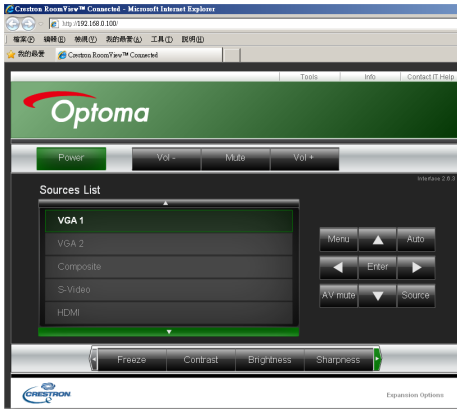 Crestron RoomView™ Connected - Microsoft Internet Explorer
http://192.168.0.100/
檔案(F) 編輯(E) 檢視(V) 我的最愛(A) 工具(T) 說明(H)
我的最愛 Crestron RoomView™ Connected
Tools Info Contact IT Help
Optoma
Power Vol - Mute Vol +
Interface 2.6.3
Sources List
VGA 1
VGA 2
Composite
S-Video
HDMI
Menu Auto
Enter
AV mute Source
Freeze Contrast Brightness Sharpness
CRESTRON
Expansion Options